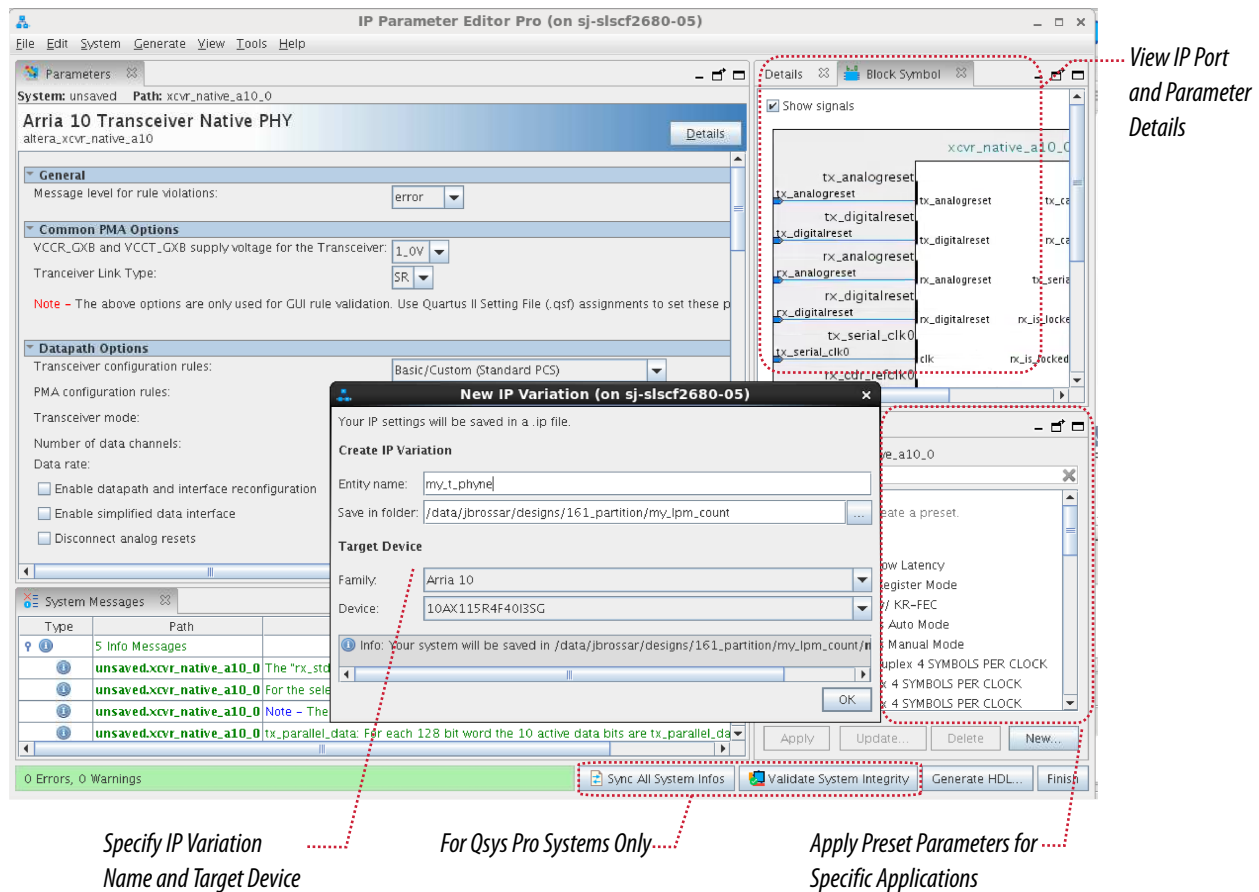 IP Parameter Editor Pro (on sj-slscf2680-05)
File Edit System Generate View Tools Help
Parameters
System: unsaved Path: xcvr_native_a10_0
Arria 10 Transceiver Native PHY
altera_xcvr_native_a10
Details
General
Message level for rule violations: error
Common PMA Options
VCCR_GXB and VCCT_GXB supply voltage for the Transceiver: 1_0V
Tranceiver Link Type: SR
Note - The above options are only used for GUI rule validation. Use Quartus II Setting File (.qsf) assignments to set these p
Datapath Options
Transceiver configuration rules: Basic/Custom (Standard PCS)
PMA configuration rules:
Transceiver mode:
Number of data channels:
Data rate:
Enable datapath and interface reconfiguration
Enable simplified data interface
Disconnect analog resets
Details Block Symbol
Show signals
xcvr_native_a10_0
tx_analogreset
tx_analogreset
tx_analogreset tx_ca
tx_digitalreset
tx_digitalreset
tx_digitalreset rx_ca
rx_analogreset
rx_analogreset
rx_analogreset tx_seria
rx_digitalreset
rx_digitalreset
rx_digitalreset rx_is_locke
tx_serial_clk0
tx_serial_clk0
clk rx_is_locked
rx_cdr_refclk0
View IP Port
and Parameter
Details
New IP Variation (on sj-slscf2680-05)
Your IP settings will be saved in a .ip file.
Create IP Variation
Entity name: my_t_phyne
Save in folder: /data/jbrossar/designs/161_partition/my_lpm_count ...
Target Device
Family: Arria 10
Device: 10AX115R4F40I3SG
Info: Your system will be saved in /data/jbrossar/designs/161_partition/my_lpm_count/
OK
ve_a10_0
eate a preset.
ow Latency
egister Mode
/ KR-FEC
Auto Mode
Manual Mode
uplex 4 SYMBOLS PER CLOCK
x 4 SYMBOLS PER CLOCK
x 4 SYMBOLS PER CLOCK
Apply Update... Delete New...
System Messages
Type Path
5 Info Messages
unsaved.xcvr_native_a10_0 The "rx_std
unsaved.xcvr_native_a10_0 For the sele
unsaved.xcvr_native_a10_0 Note - The
unsaved.xcvr_native_a10_0 tx_parallel_data: For each 128 bit word the 10 active data bits are tx_parallel_da
0 Errors, 0 Warnings
Sync All System Infos Validate System Integrity Generate HDL... Finish
Specify IP Variation
Name and Target Device
For Qsys Pro Systems Only
Apply Preset Parameters for
Specific Applications